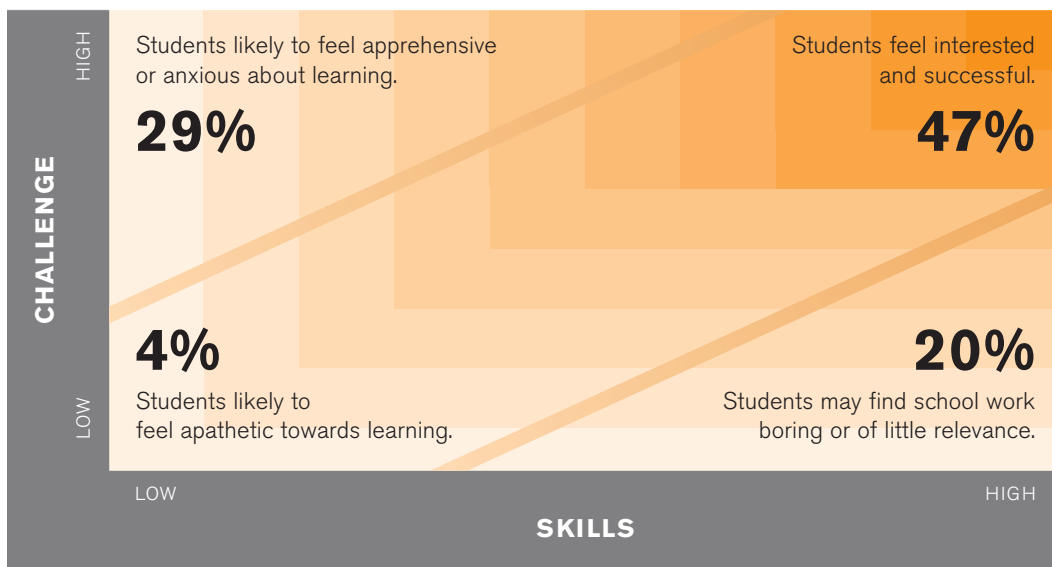 HIGH
CHALLENGE
LOW
Students likely to feel apprehensive
or anxious about learning.
29%
Students feel interested
and successful.
47%
4%
Students likely to
feel apathetic towards learning.
20%
Students may find school work
boring or of little relevance.
LOW
HIGH
SKILLS